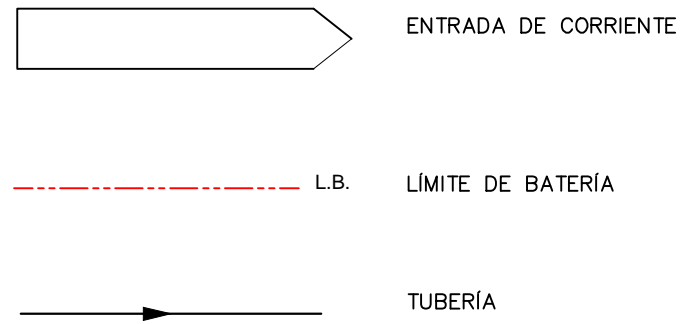 ENTRADA DE CORRIENTE
L.B. LÍMITE DE BATERÍA
TUBERÍA